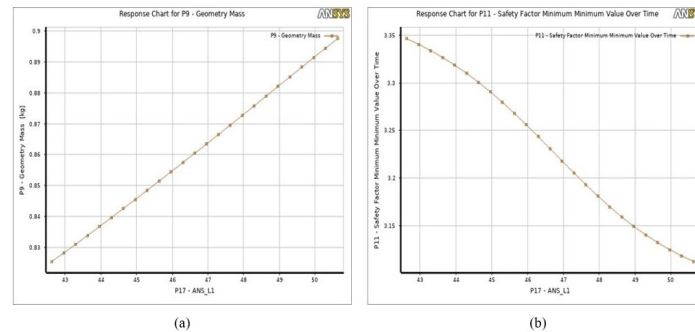 Response Chart for P9 - Geometry Mass
ANSYS
P9 - Geometry Mass
0.9
0.89
0.88
0.87
0.86
0.85
0.84
0.83
P9 - Geometry Mass [kg]
43 44 45 46 47 48 49 50
P17 - ANS_L1
(a)
Response Chart for P11 - Safety Factor Minimum Minimum Value Over Time
ANSYS
P11 - Safety Factor Minimum Minimum Value Over Time
3.35
3.3
3.25
3.2
3.15
P11 - Safety Factor Minimum Minimum Value Over Time
43 44 45 46 47 48 49 50
P17 - ANS_L1
(b)